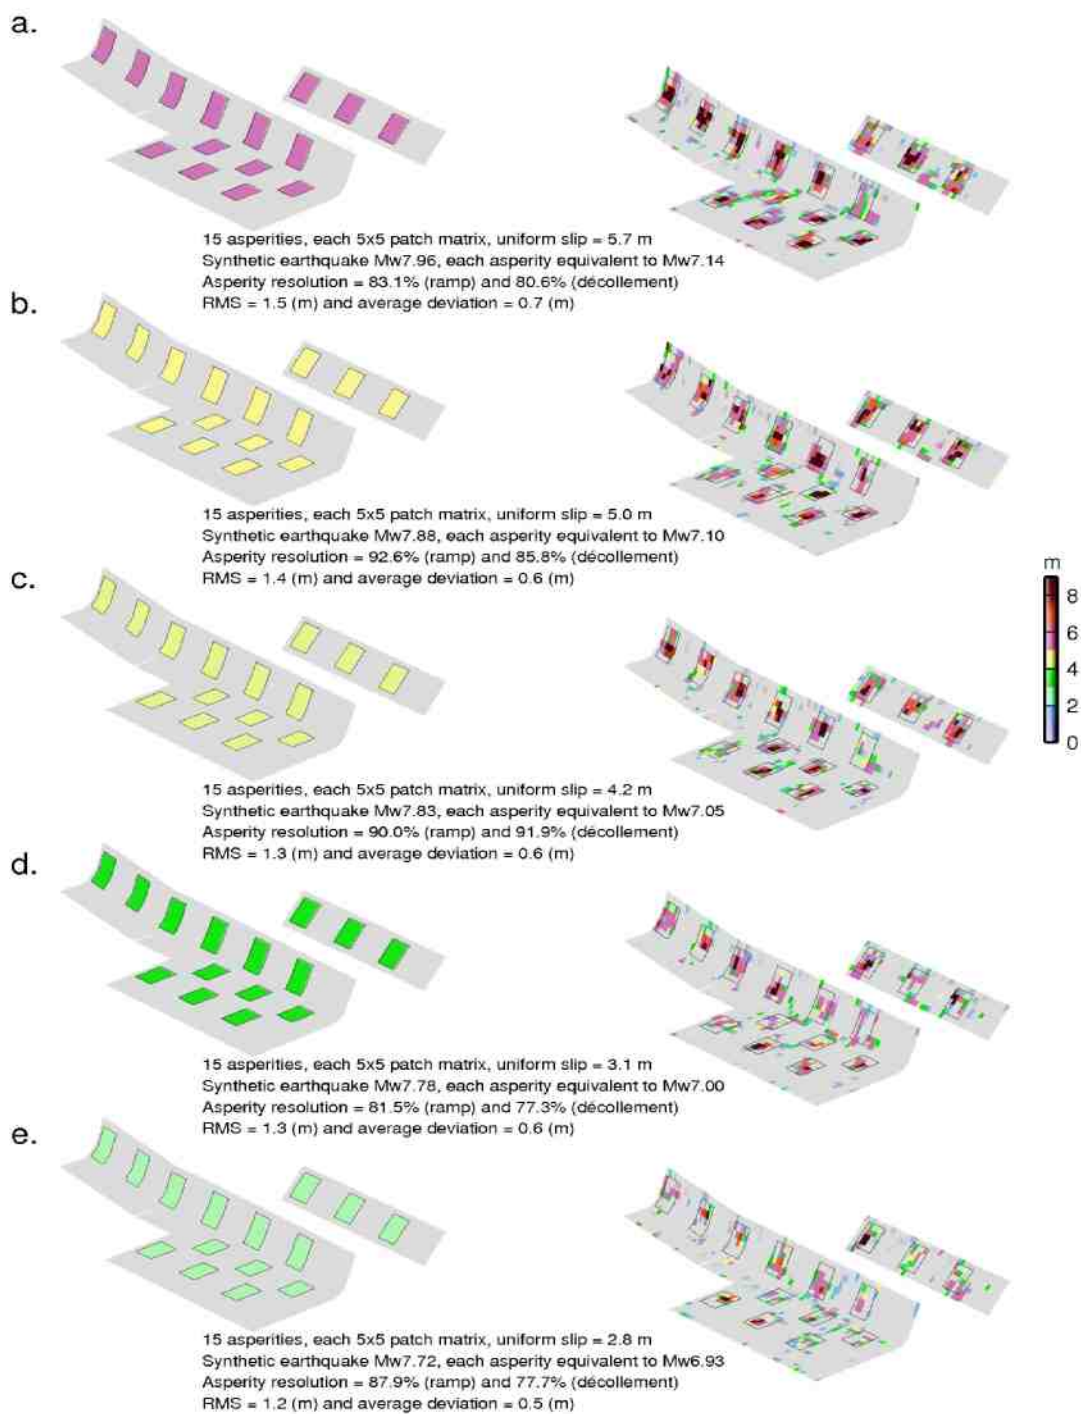 a.
15 asperities, each 5x5 patch matrix, uniform slip = 5.7 m
Synthetic earthquake Mw7.96, each asperity equivalent to Mw7.14
Asperity resolution = 83.1% (ramp) and 80.6% (décollement)
RMS = 1.5 (m) and average deviation = 0.7 (m)
b.
15 asperities, each 5x5 patch matrix, uniform slip = 5.0 m
Synthetic earthquake Mw7.88, each asperity equivalent to Mw7.10
Asperity resolution = 92.6% (ramp) and 85.8% (décollement)
RMS = 1.4 (m) and average deviation = 0.6 (m)
c.
m
8
6
4
2
0
15 asperities, each 5x5 patch matrix, uniform slip = 4.2 m
Synthetic earthquake Mw7.83, each asperity equivalent to Mw7.05
Asperity resolution = 90.0% (ramp) and 91.9% (décollement)
RMS = 1.3 (m) and average deviation = 0.6 (m)
d.
15 asperities, each 5x5 patch matrix, uniform slip = 3.1 m
Synthetic earthquake Mw7.78, each asperity equivalent to Mw7.00
Asperity resolution = 81.5% (ramp) and 77.3% (décollement)
RMS = 1.3 (m) and average deviation = 0.6 (m)
e.
15 asperities, each 5x5 patch matrix, uniform slip = 2.8 m
Synthetic earthquake Mw7.72, each asperity equivalent to Mw6.93
Asperity resolution = 87.9% (ramp) and 77.7% (décollement)
RMS = 1.2 (m) and average deviation = 0.5 (m)